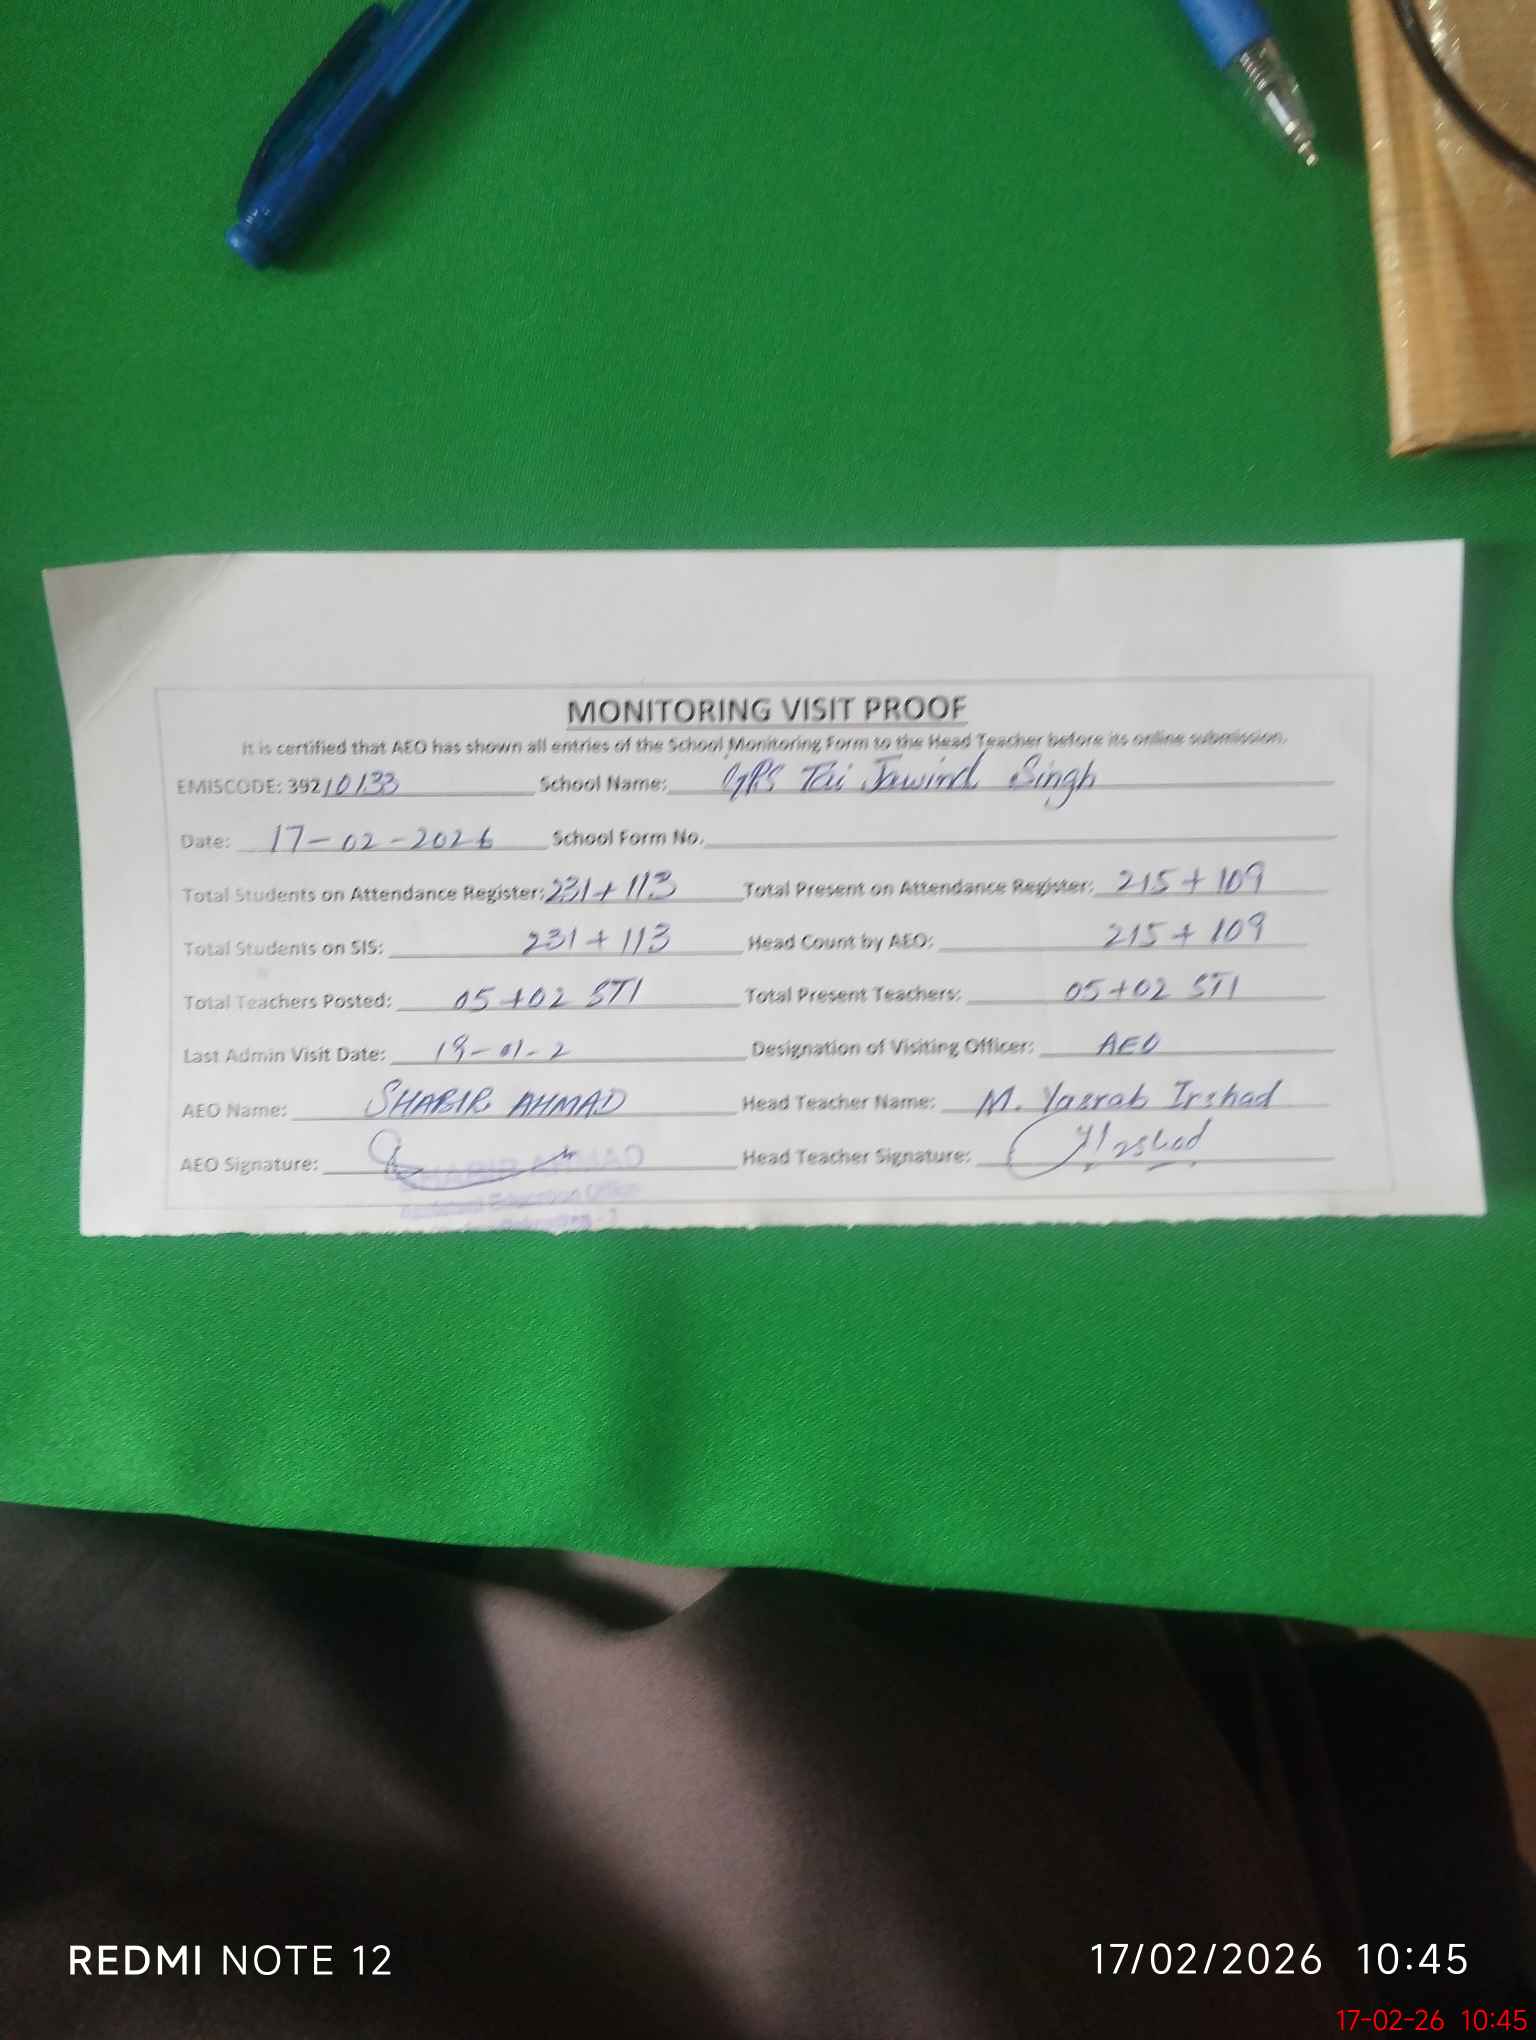 MONITORING VISIT PROOF
It is certified that AEO has shown all entries of the School Monitoring Form to the Head Teacher before its online submission.
EMISCODE: 39210133 School Name: GPS Tai Jawind Singh
Date: 17-02-2026 School Form No.
Total Students on Attendance Register: 231 + 113 Total Present on Attendance Register: 215 + 109
Total Students on SIS: 231 + 113 Head Count by AEO: 215 + 109
Total Teachers Posted: 05+02 STI Total Present Teachers: 05+02 STI
Last Admin Visit Date: 19-01-2 Designation of Visiting Officer: AEO
AEO Name: SHABIR AHMAD Head Teacher Name: M. Yasrab Irshad
AEO Signature: SHABIR AHMAD Head Teacher Signature:
Assistant Education Officer
REDMI NOTE 12 17/02/2026 10:45
17-02-26 10:45